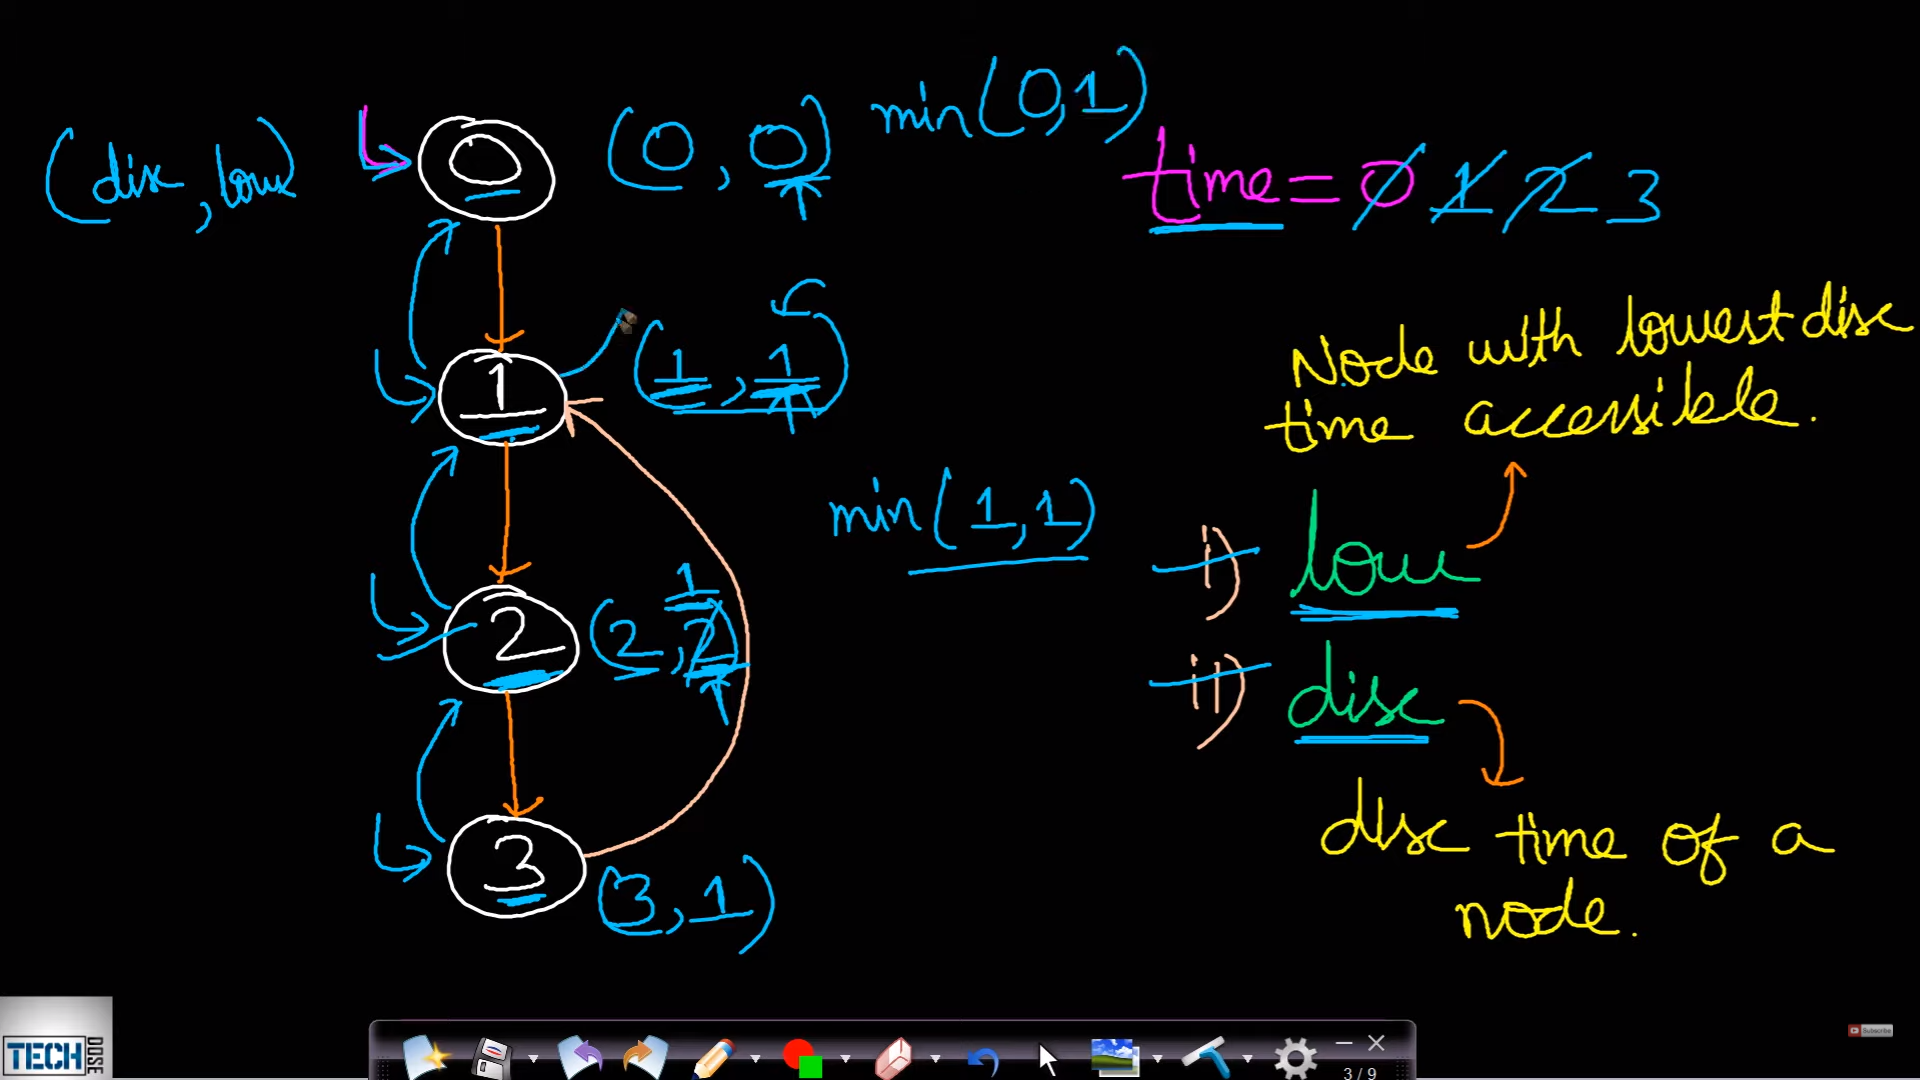 (disc, low)
0
(0, 0)
min(0,1)
time = 0 1 2 3
1
(1, 1)
Node with lowest disc
time accessible.
min(1,1)
i) low
2
1
(2, 2)
ii) disc
3
(3, 1)
disc time of a
node.
TECH
DOSE
Subscribe
3 / 9